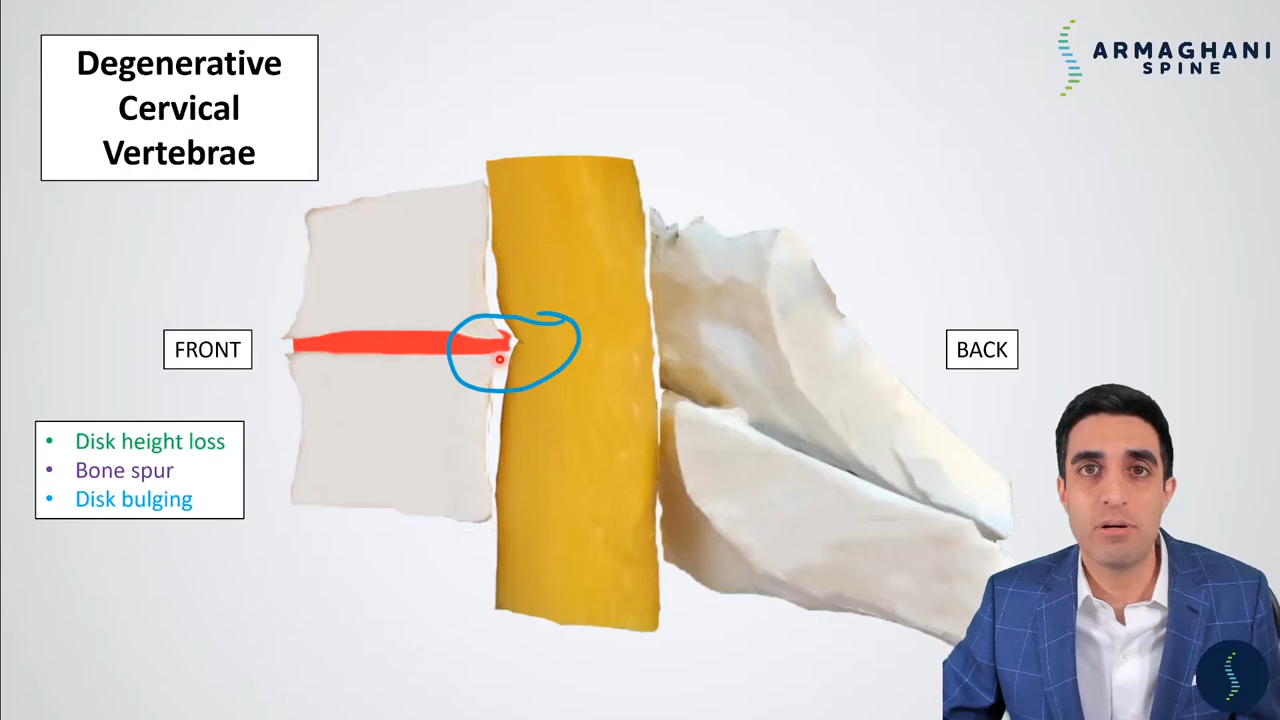 Degenerative
Cervical
Vertebrae
ARMAGHANI
SPINE
FRONT
BACK
• Disk height loss
• Bone spur
• Disk bulging